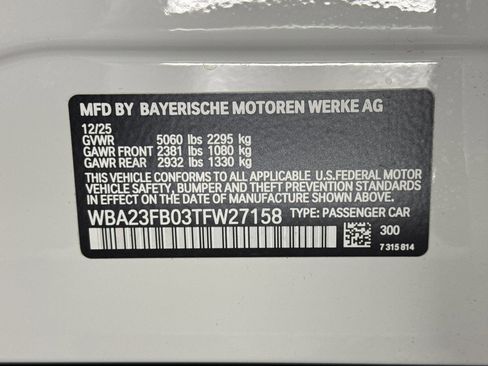 MFD BY BAYERISCHE MOTOREN WERKE AG
12/25
GVWR 5060 lbs 2295 kg
GAWR FRONT 2381 lbs 1080 kg
GAWR REAR 2932 lbs 1330 kg
THIS VEHICLE CONFORMS TO ALL APPLICABLE U.S.FEDERAL MOTOR
VEHICLE SAFETY, BUMPER AND THEFT PREVENTION STANDARDS
IN EFFECT ON THE DATE OF MANUFACTURE SHOWN ABOVE.
WBA23FB03TFW27158 TYPE: PASSENGER CAR
300
7 315 814